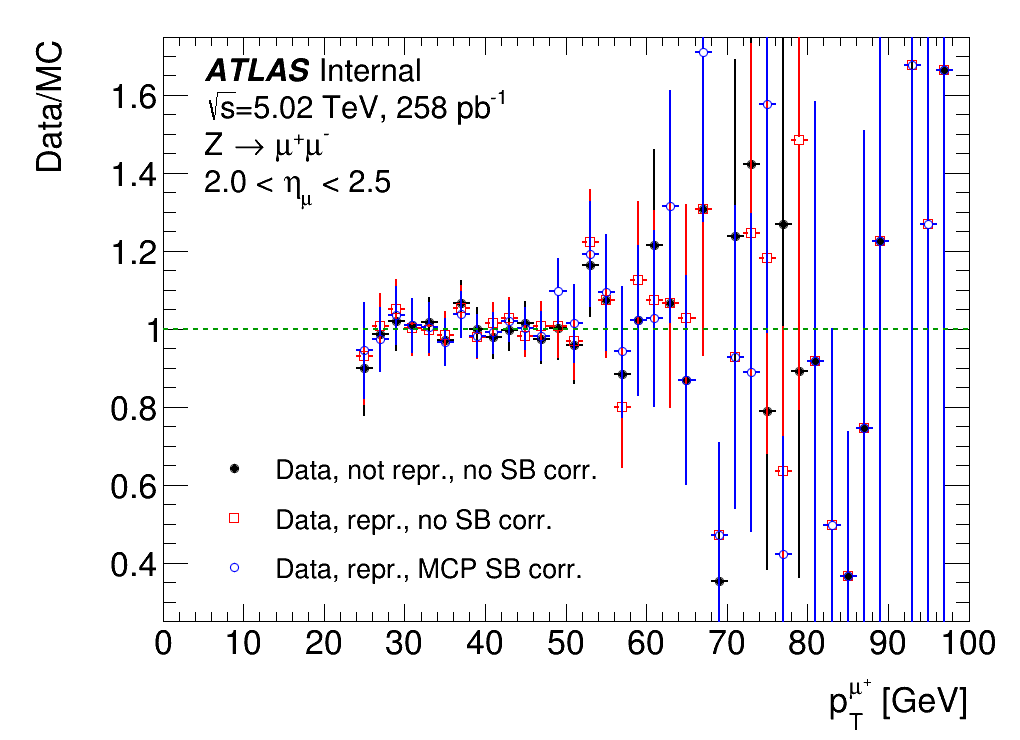 Data/MC
ATLAS Internal
√s=5.02 TeV, 258 pb⁻¹
Z → μ⁺μ⁻
2.0 < η_μ < 2.5
1.6
1.4
1.2
1
0.8
0.6
0.4
Data, not repr., no SB corr.
Data, repr., no SB corr.
Data, repr., MCP SB corr.
0 10 20 30 40 50 60 70 80 90 100
p_T^μ⁺ [GeV]